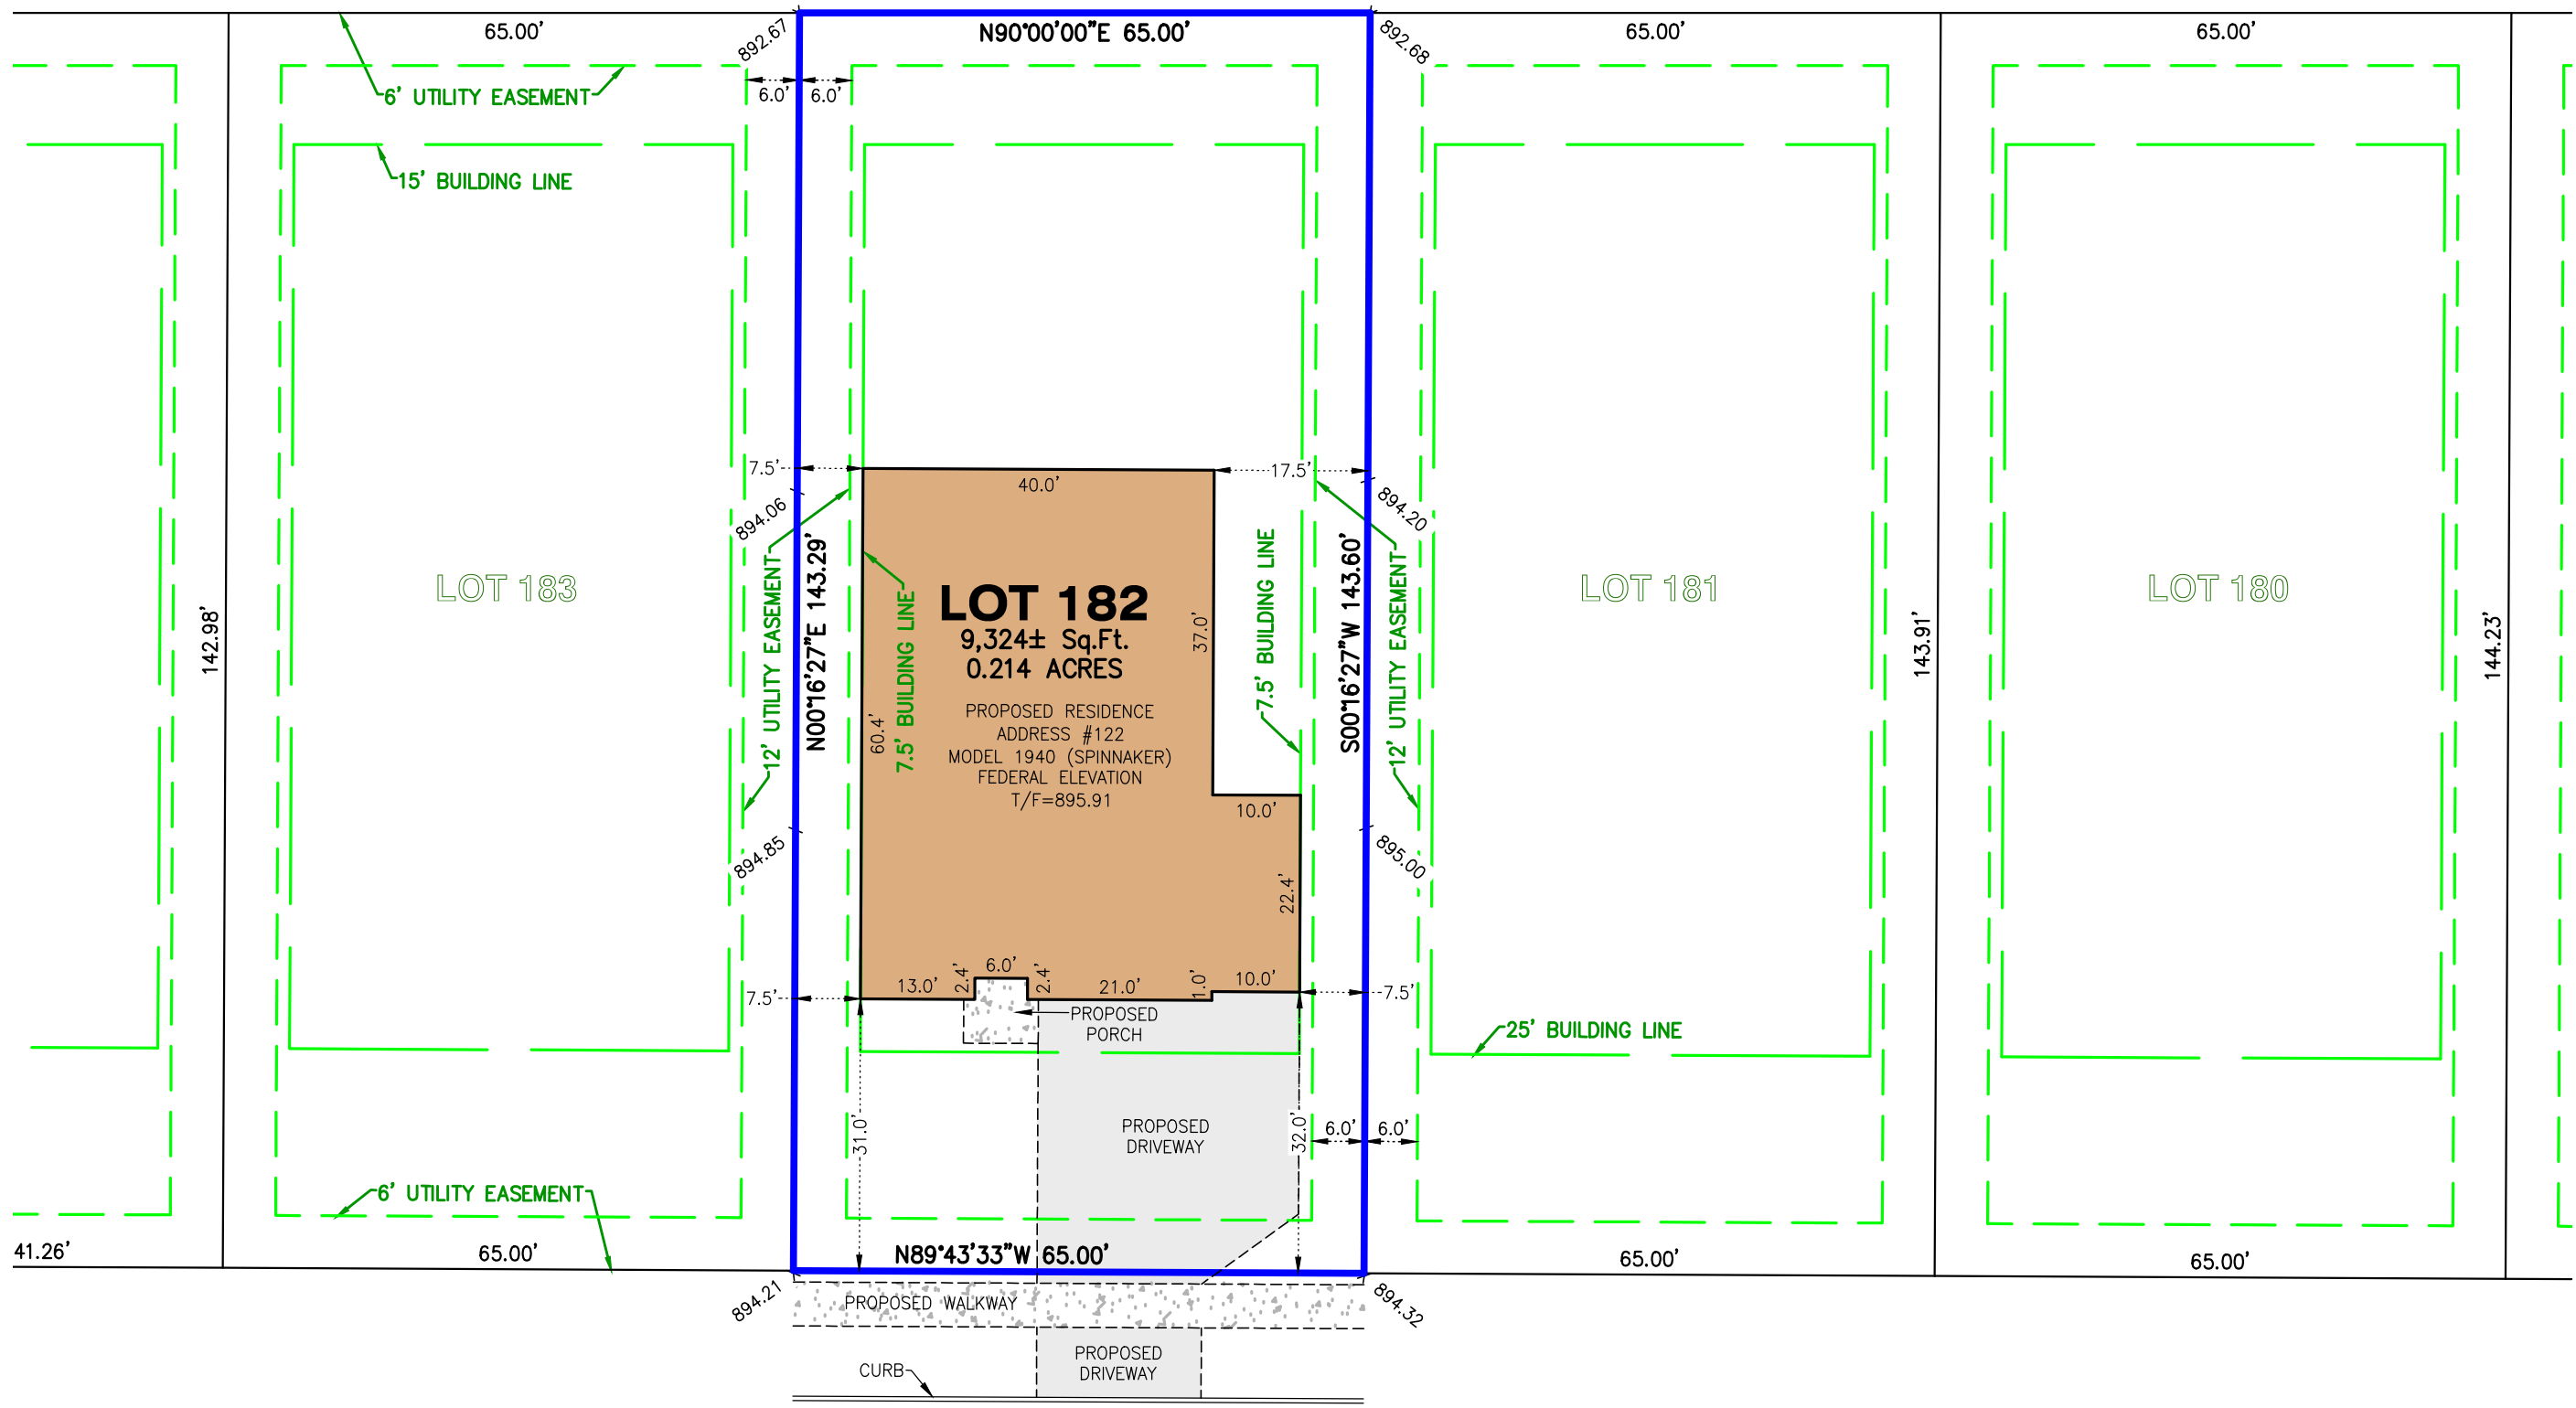 65.00'
892.67
N90°00'00"E 65.00'
892.68
65.00'
65.00'
6' UTILITY EASEMENT
6.0'
6.0'
15' BUILDING LINE
7.5'
40.0'
17.5'
894.06
894.20
12' UTILITY EASEMENT
N00°16'27"E 143.29'
7.5' BUILDING LINE
LOT 183
142.98'
LOT 182
9,324± Sq.Ft.
0.214 ACRES
60.4'
37.0'
PROPOSED RESIDENCE
ADDRESS #122
MODEL 1940 (SPINNAKER)
FEDERAL ELEVATION
T/F=895.91
7.5' BUILDING LINE
S00°16'27"W 143.60'
12' UTILITY EASEMENT
LOT 181
143.91'
LOT 180
144.23'
10.0'
894.85
895.00
22.4'
13.0'
2.4'
6.0'
2.4'
21.0'
1.0'
10.0'
7.5'
7.5'
PROPOSED
PORCH
25' BUILDING LINE
31.0'
PROPOSED
DRIVEWAY
32.0'
6.0'
6.0'
6' UTILITY EASEMENT
41.26'
65.00'
N89°43'33"W 65.00'
65.00'
65.00'
894.21
PROPOSED WALKWAY
894.32
CURB
PROPOSED
DRIVEWAY